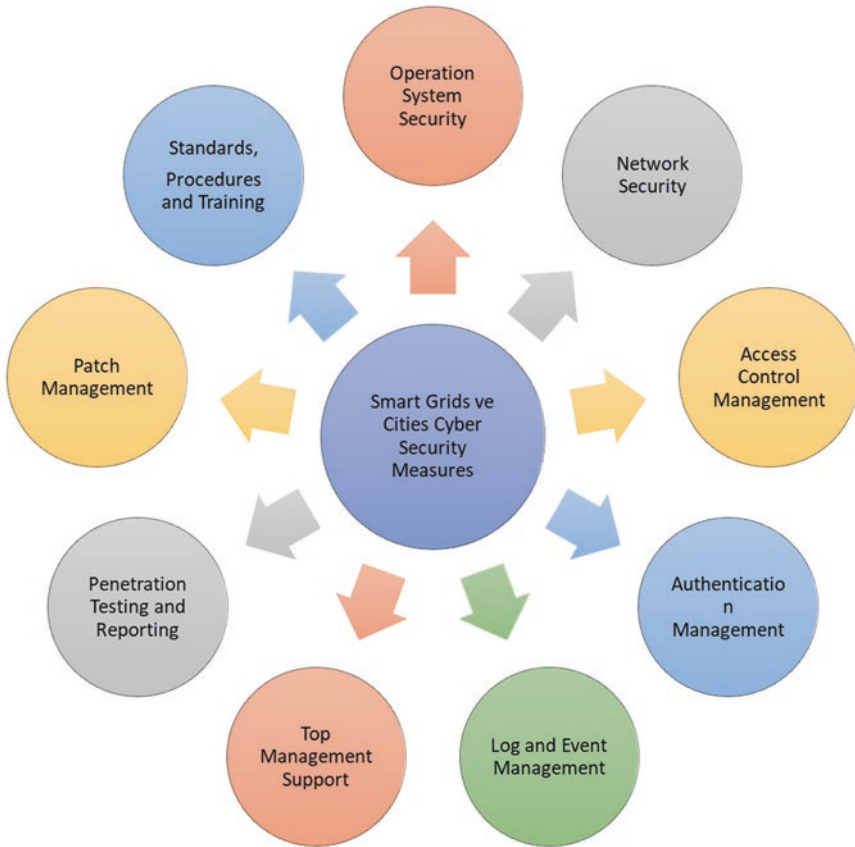 Operation
System
Security
Network
Security
Access
Control
Management
Authenticatio
n
Management
Log and Event
Management
Top
Management
Support
Penetration
Testing and
Reporting
Patch
Management
Standards,
Procedures
and Training
Smart Grids ve
Cities Cyber
Security
Measures